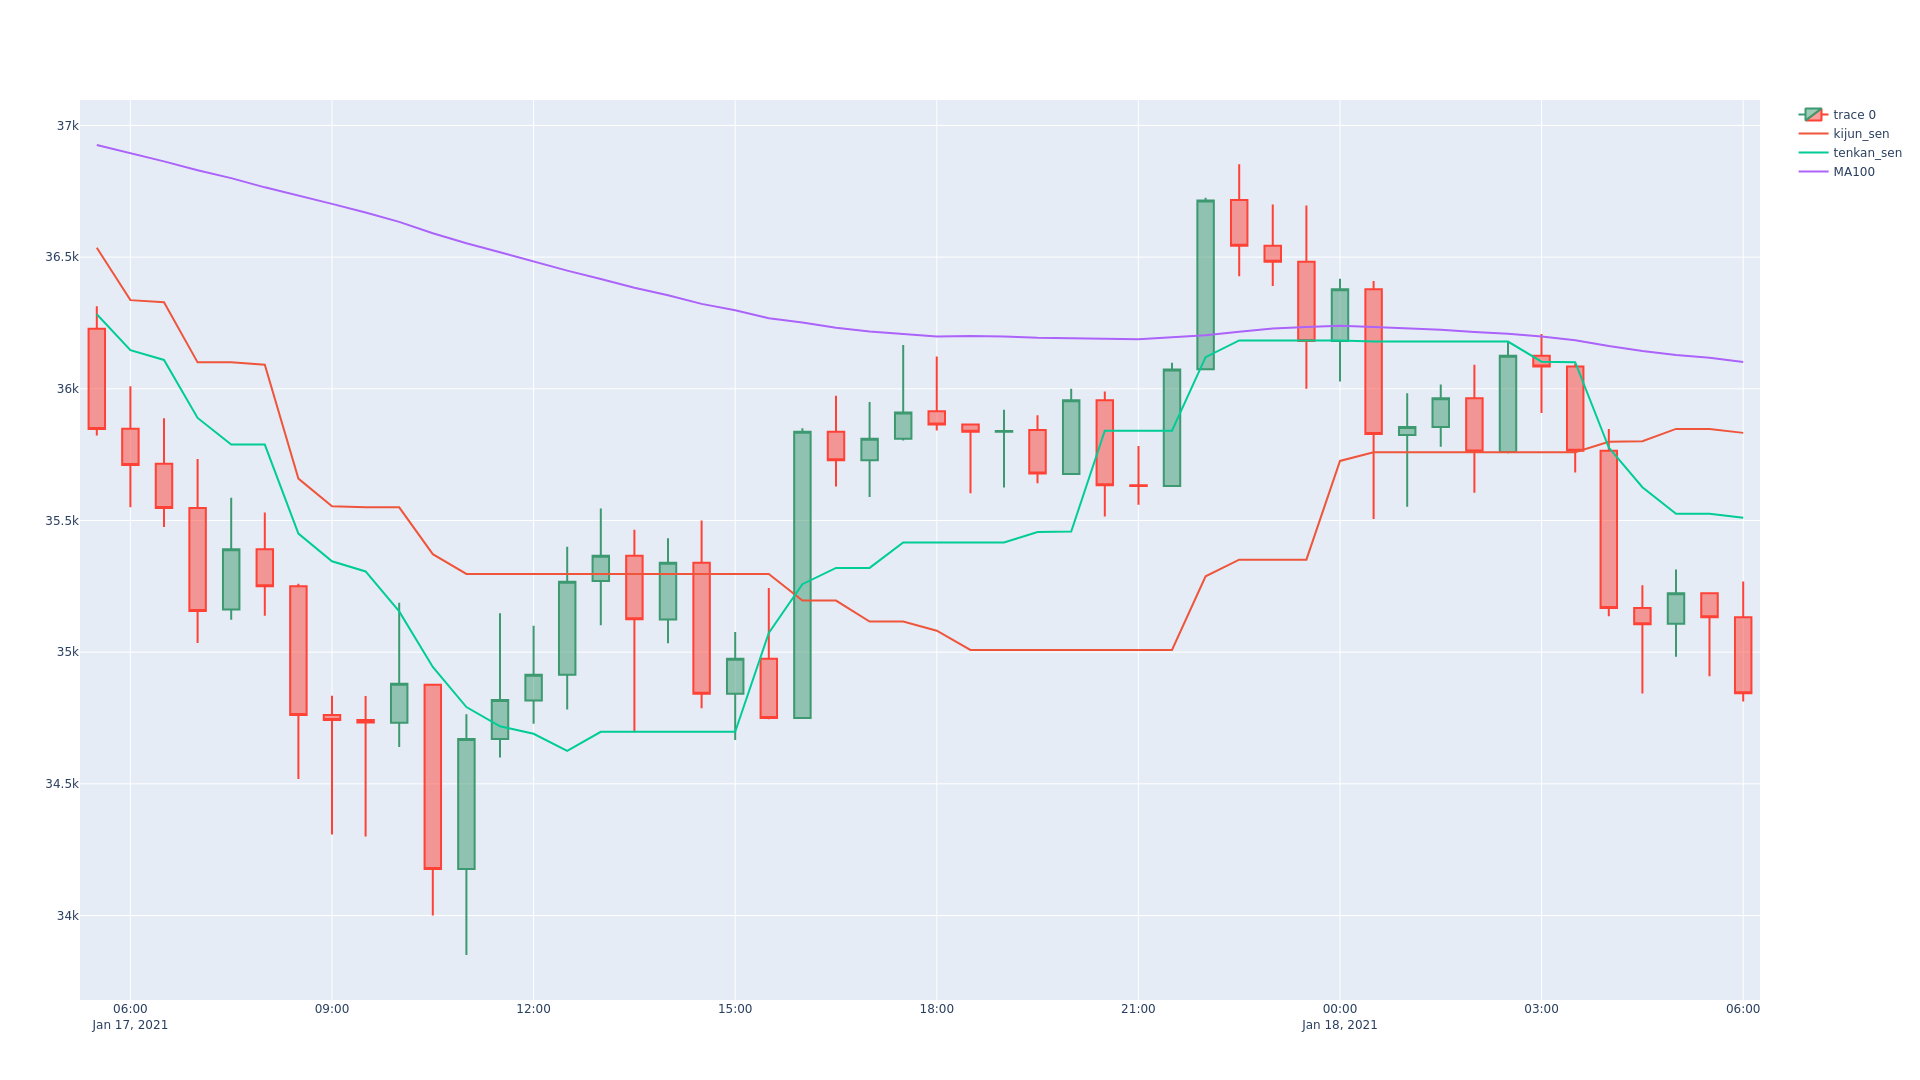 37k
36.5k
36k
35.5k
35k
34.5k
34k
06:00
Jan 17, 2021
09:00
12:00
15:00
18:00
21:00
00:00
Jan 18, 2021
03:00
06:00
trace 0
kijun_sen
tenkan_sen
MA100